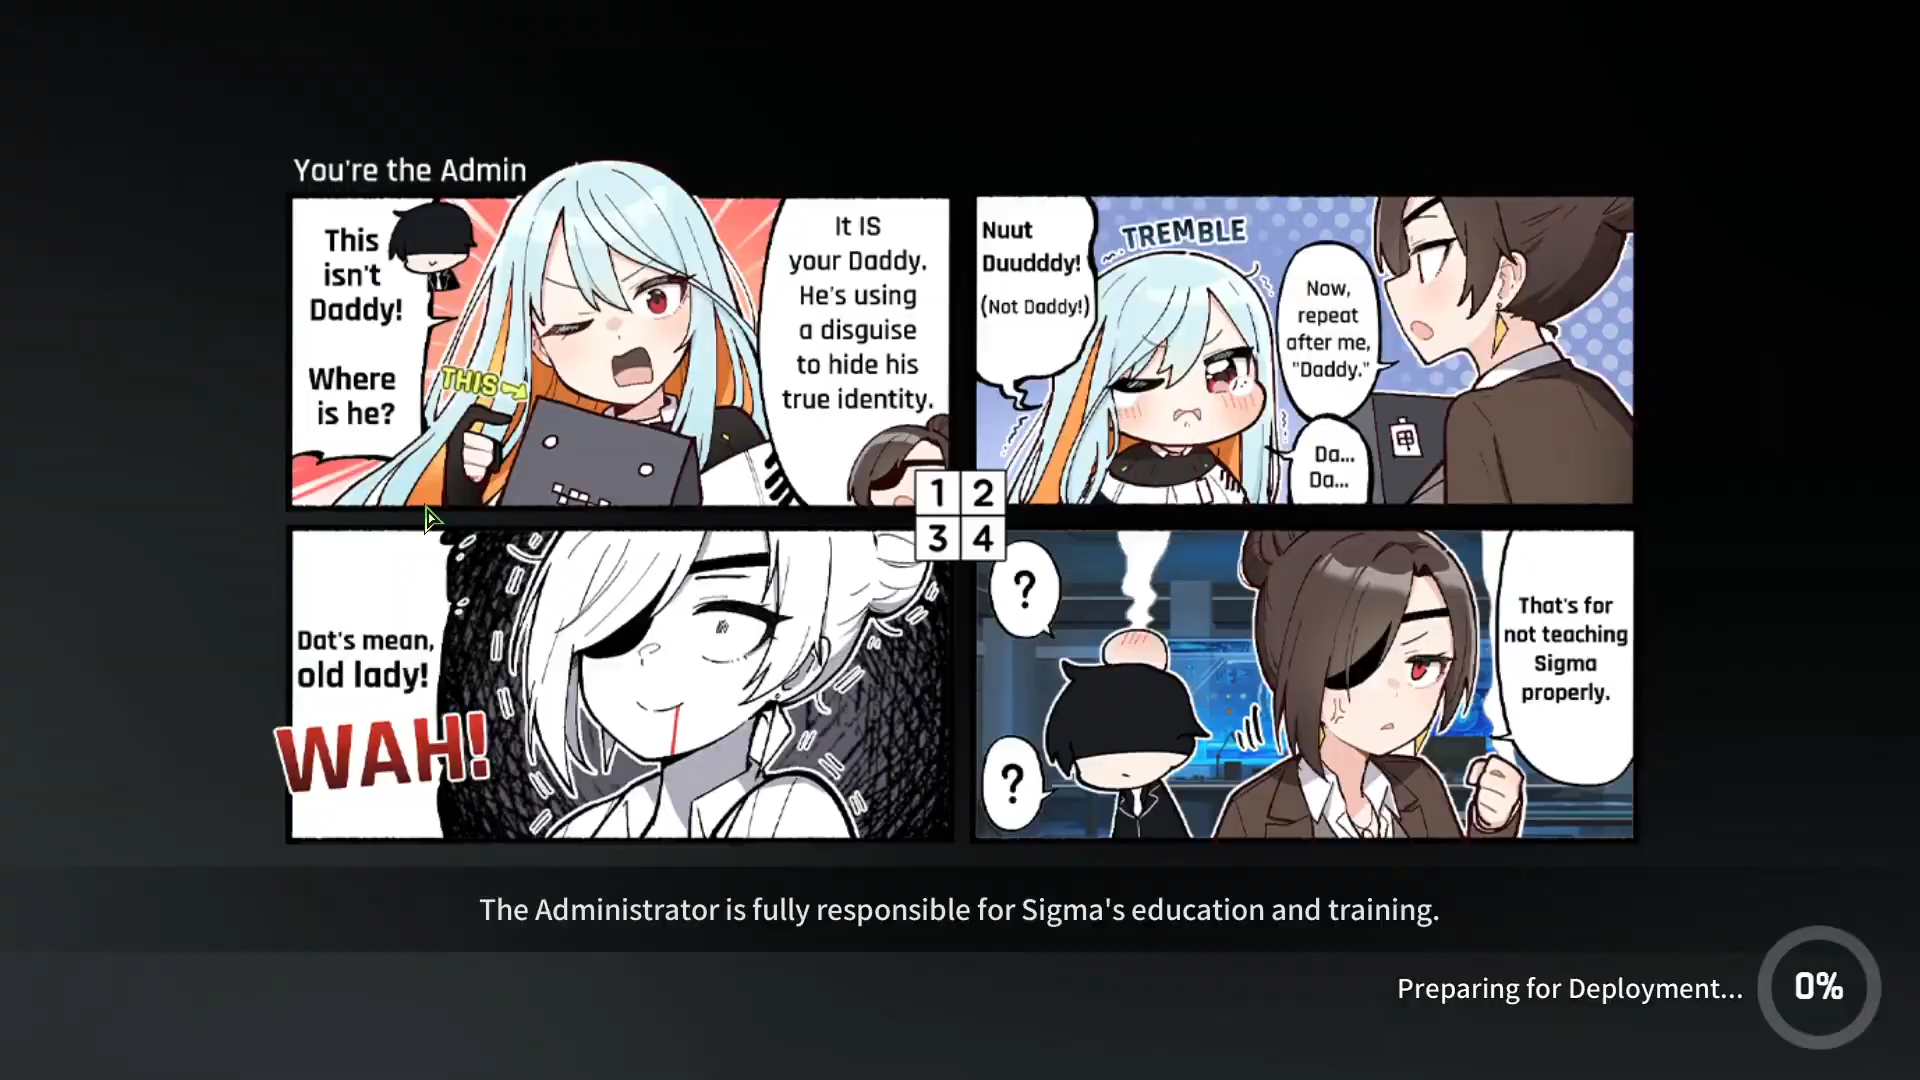 You're the Admin
This
isn't
Daddy!
Where
is he?
THIS
It IS
your Daddy.
He's using
a disguise
to hide his
true identity.
Nuut
Duudddy!
(Not Daddy!)
TREMBLE
Now,
repeat
after me,
"Daddy."
Da...
Da...
甲
1 2
3 4
Dat's mean,
old lady!
WAH!
?
?
That's for
not teaching
Sigma
properly.
The Administrator is fully responsible for Sigma's education and training.
Preparing for Deployment...
0%